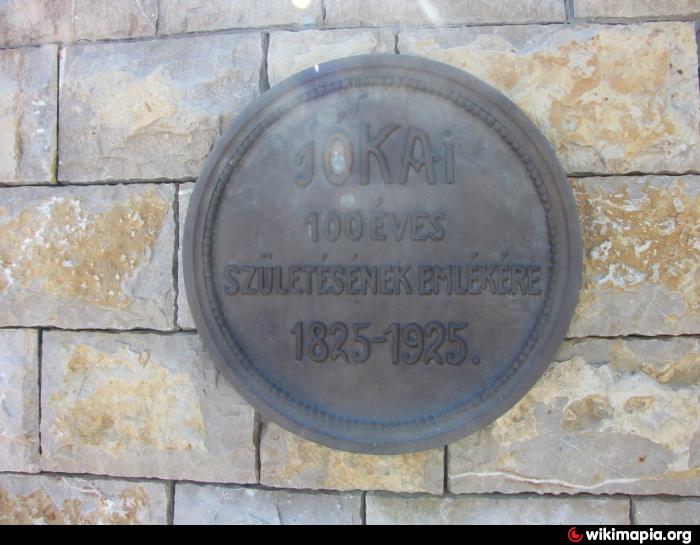 JÓKAi
100 ÉVES
SZÜLETÉSÉNEK EMLÉKÉRE
1825-1925.
wikimapia.org